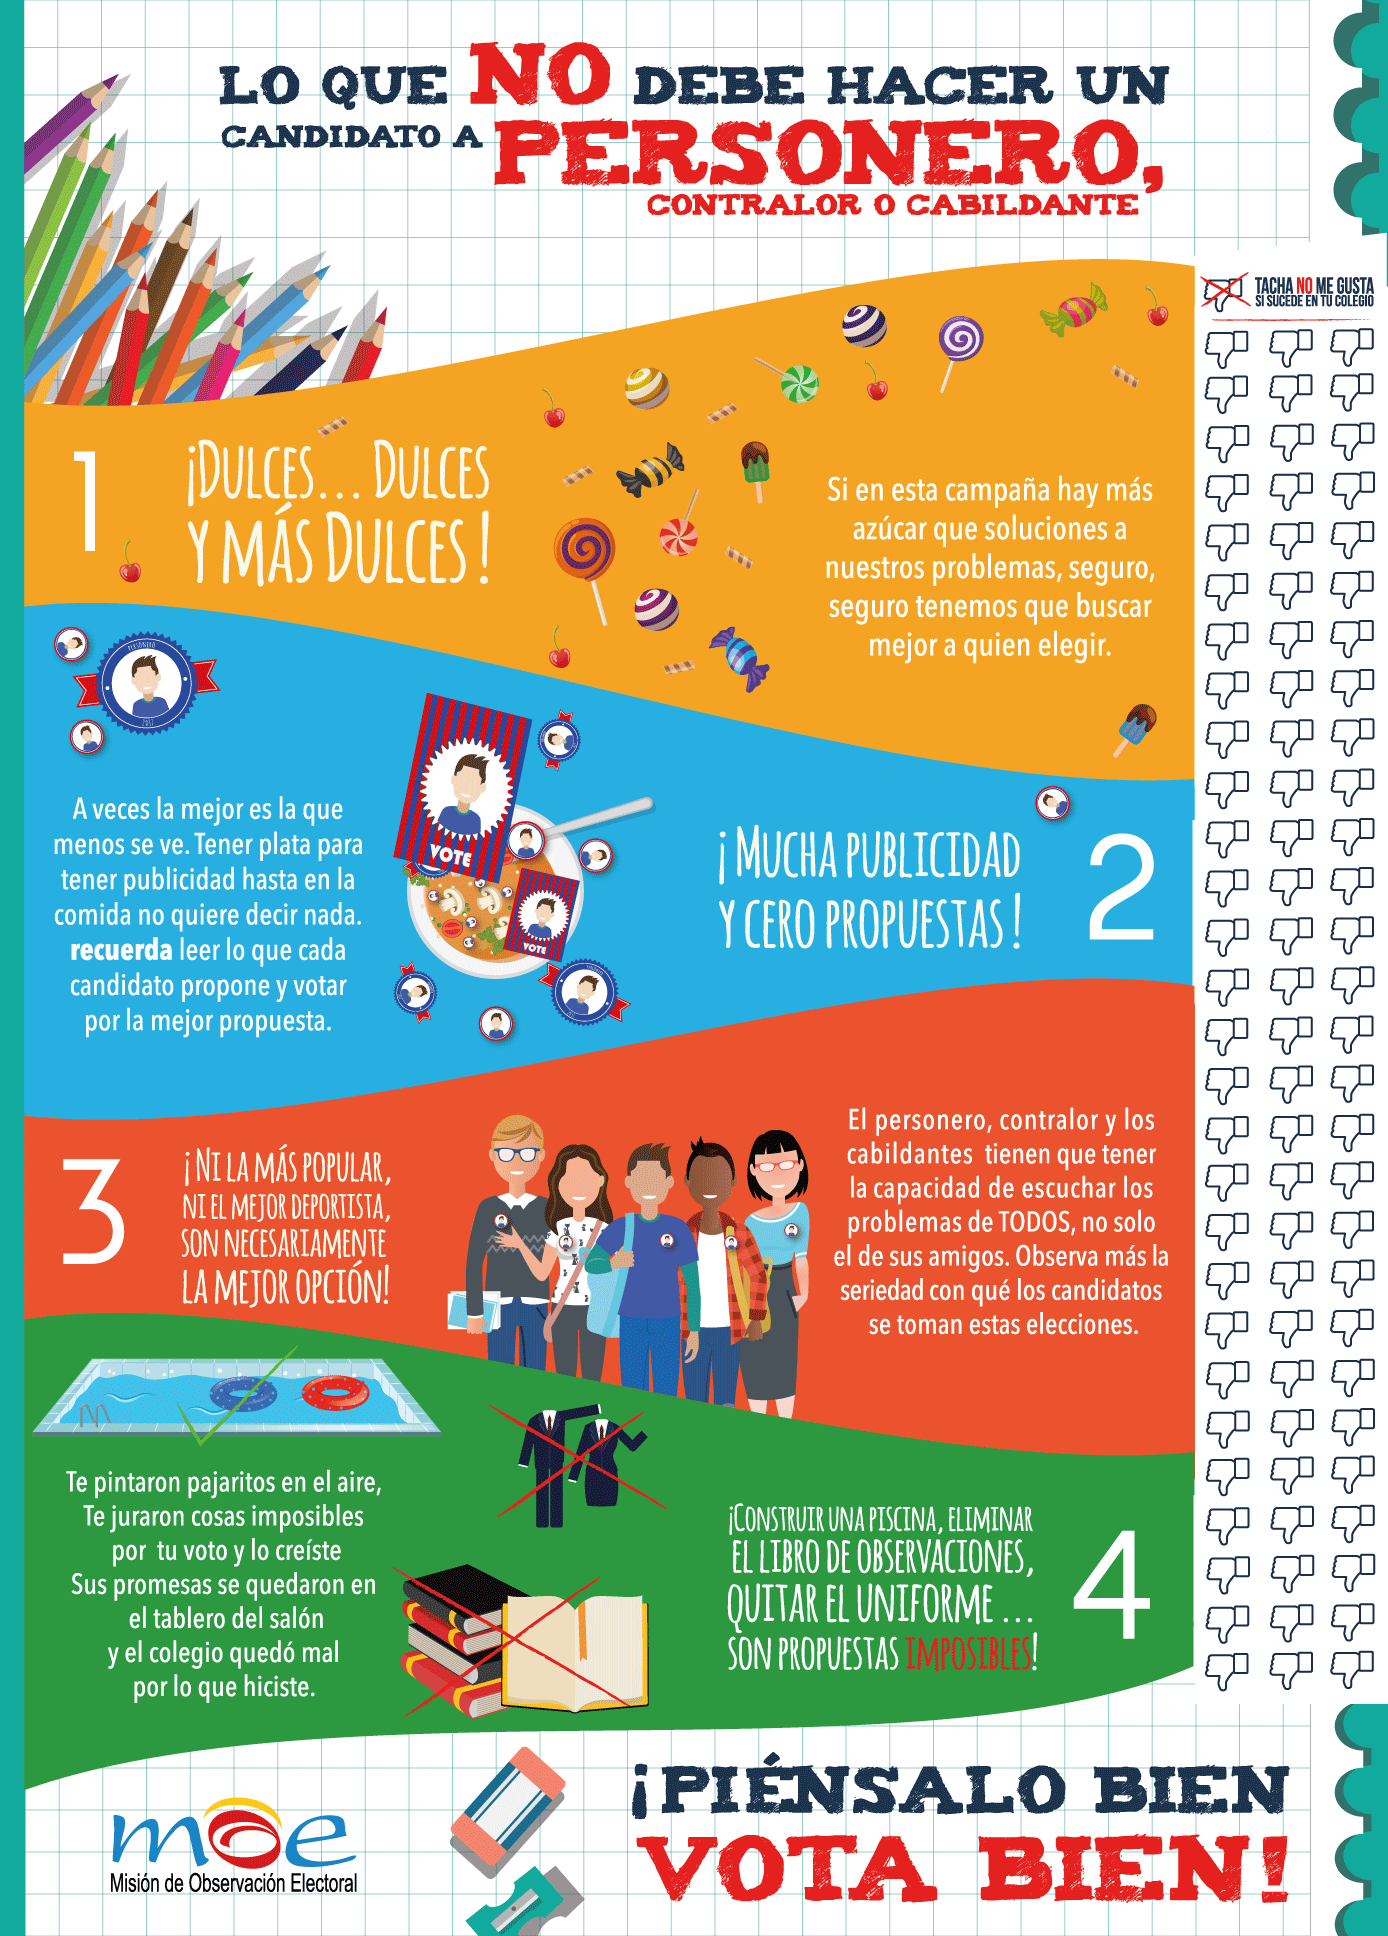 LO QUE NO DEBE HACER UN
CANDIDATO A PERSONERO,
CONTRALOR O CABILDANTE
TACHA NO ME GUSTA
SI SUCEDE EN TU COLEGIO
1
¡DULCES... DULCES
Y MÁS DULCES !
Si en esta campaña hay más
azúcar que soluciones a
nuestros problemas, seguro,
seguro tenemos que buscar
mejor a quien elegir.
PERSONERO
2017
A veces la mejor es la que
menos se ve. Tener plata para
tener publicidad hasta en la
comida no quiere decir nada.
recuerda leer lo que cada
candidato propone y votar
por la mejor propuesta.
VOTE
VOTE
¡ MUCHA PUBLICIDAD
Y CERO PROPUESTAS !
2
3
¡ NI LA MÁS POPULAR,
NI EL MEJOR DEPORTISTA,
SON NECESARIAMENTE
LA MEJOR OPCIÓN!
El personero, contralor y los
cabildantes tienen que tener
la capacidad de escuchar los
problemas de TODOS, no solo
el de sus amigos. Observa más la
seriedad con qué los candidatos
se toman estas elecciones.
Te pintaron pajaritos en el aire,
Te juraron cosas imposibles
por tu voto y lo creíste
Sus promesas se quedaron en
el tablero del salón
y el colegio quedó mal
por lo que hiciste.
¡CONSTRUIR UNA PISCINA, ELIMINAR
EL LIBRO DE OBSERVACIONES,
QUITAR EL UNIFORME ...
SON PROPUESTAS IMPOSIBLES!
4
moe
Misión de Observación Electoral
¡PIÉNSALO BIEN
VOTA BIEN!